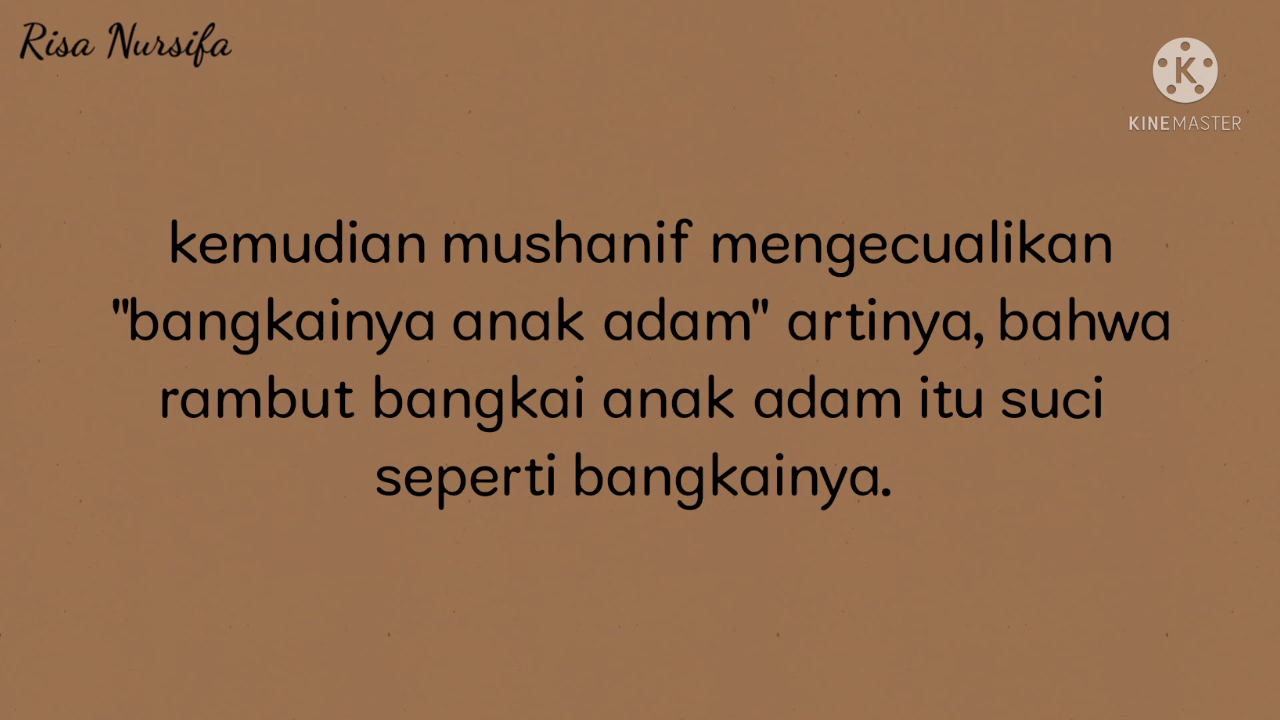 Risa Nursifa
KINEMASTER
kemudian mushanif mengecualikan
"bangkainya anak adam" artinya, bahwa
rambut bangkai anak adam itu suci
seperti bangkainya.